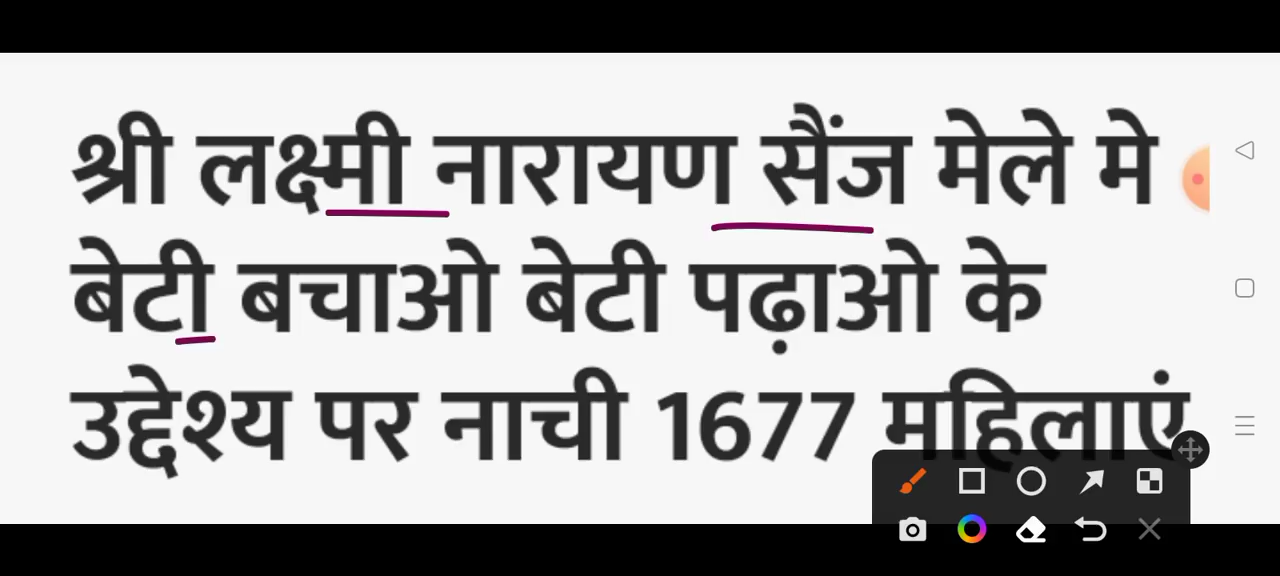 श्री लक्ष्मी नारायण सैंज मेले मे
बेटी बचाओ बेटी पढ़ाओ के
उद्देश्य पर नाची 1677 महिलाएं